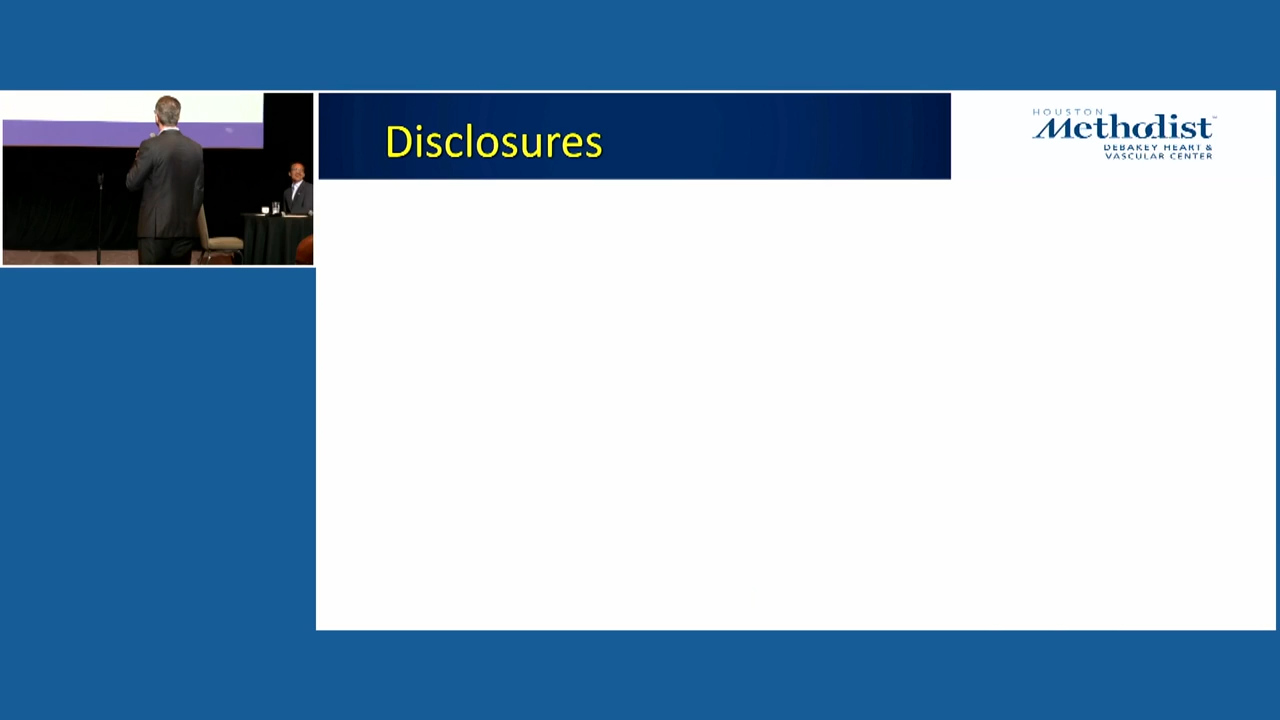 Disclosures
HOUSTON
Methodist
DEBAKEY HEART &
VASCULAR CENTER